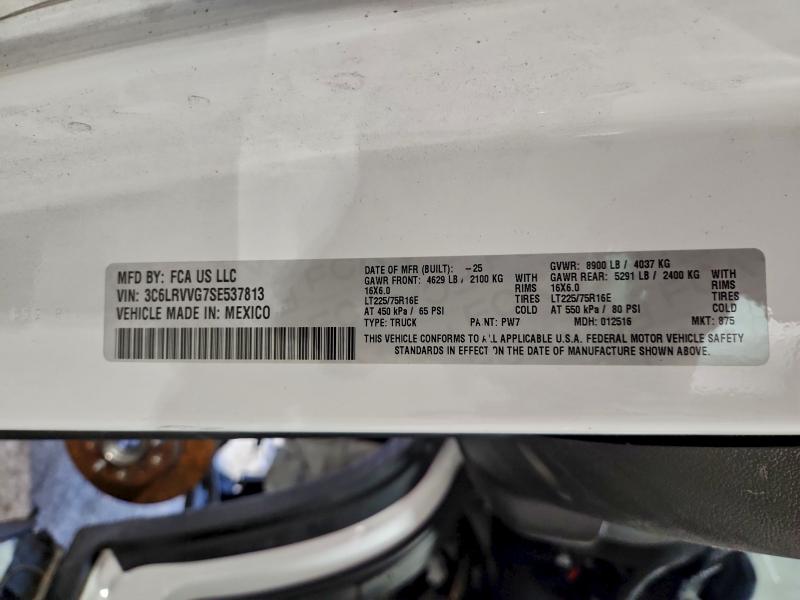 MFD BY: FCA US LLC
VIN: 3C6LRVVG7SE537813
VEHICLE MADE IN: MEXICO
DATE OF MFR (BUILT): -25
GAWR FRONT: 4629 LB / 2100 KG WITH
16X6.0 RIMS
LT225/75R16E TIRES
AT 450 kPa / 65 PSI COLD
TYPE: TRUCK
GVWR: 8900 LB / 4037 KG
GAWR REAR: 5291 LB / 2400 KG WITH
16X6.0 RIMS
LT225/75R16E TIRES
AT 550 kPa / 80 PSI COLD
PAINT: PW7 MDH: 012516 MKT: 875
THIS VEHICLE CONFORMS TO ALL APPLICABLE U.S.A. FEDERAL MOTOR VEHICLE SAFETY
STANDARDS IN EFFECT ON THE DATE OF MANUFACTURE SHOWN ABOVE.